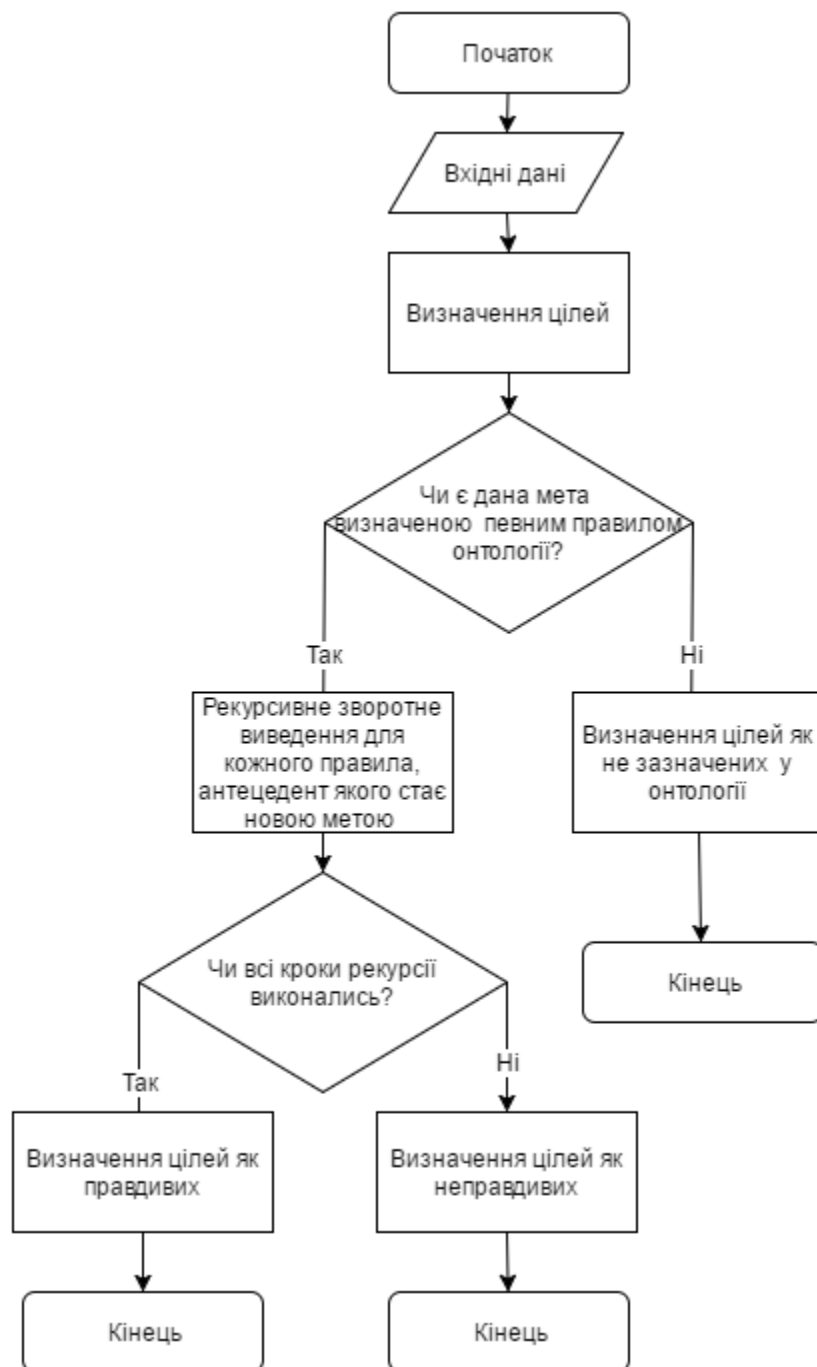 Початок
Вхідні дані
Визначення цілей
Чи є дана мета
визначеною певним правилом
онтології?
Так
Ні
Рекурсивне зворотне
виведення для
кожного правила,
антецедент якого стає
новою метою
Визначення цілей як
не зазначених у
онтології
Чи всі кроки рекурсії
виконались?
Кінець
Так
Ні
Визначення цілей як
правдивих
Визначення цілей як
неправдивих
Кінець
Кінець